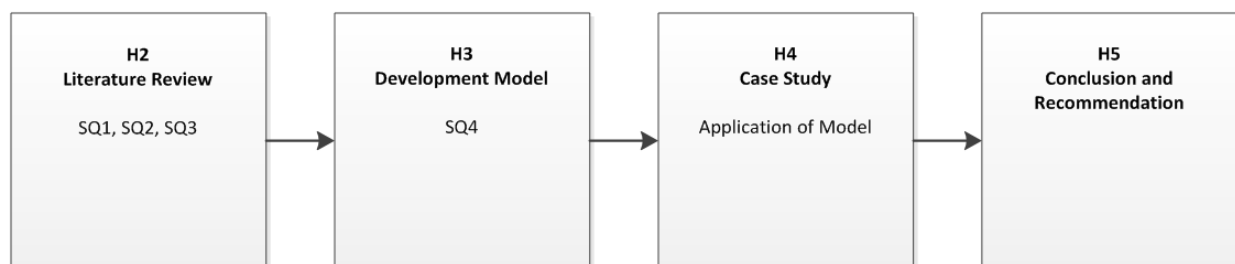 H2
Literature Review
SQ1, SQ2, SQ3
H3
Development Model
SQ4
H4
Case Study
Application of Model
H5
Conclusion and
Recommendation